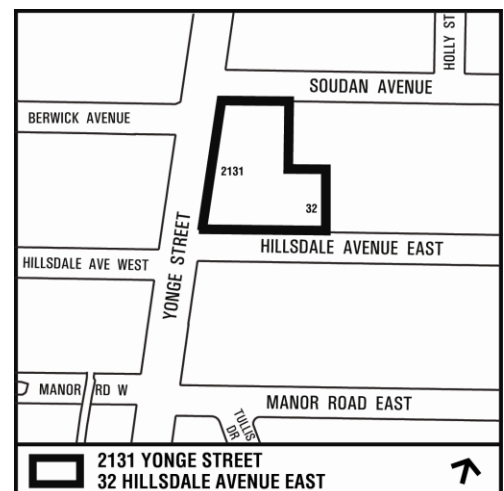 HOLLY ST
SOUDAN AVENUE
BERWICK AVENUE
2131
32
YONGE STREET
HILLSDALE AVENUE EAST
HILLSDALE AVE WEST
MANOR RD W
MANOR ROAD EAST
TULLIS
DR
2131 YONGE STREET
32 HILLSDALE AVENUE EAST